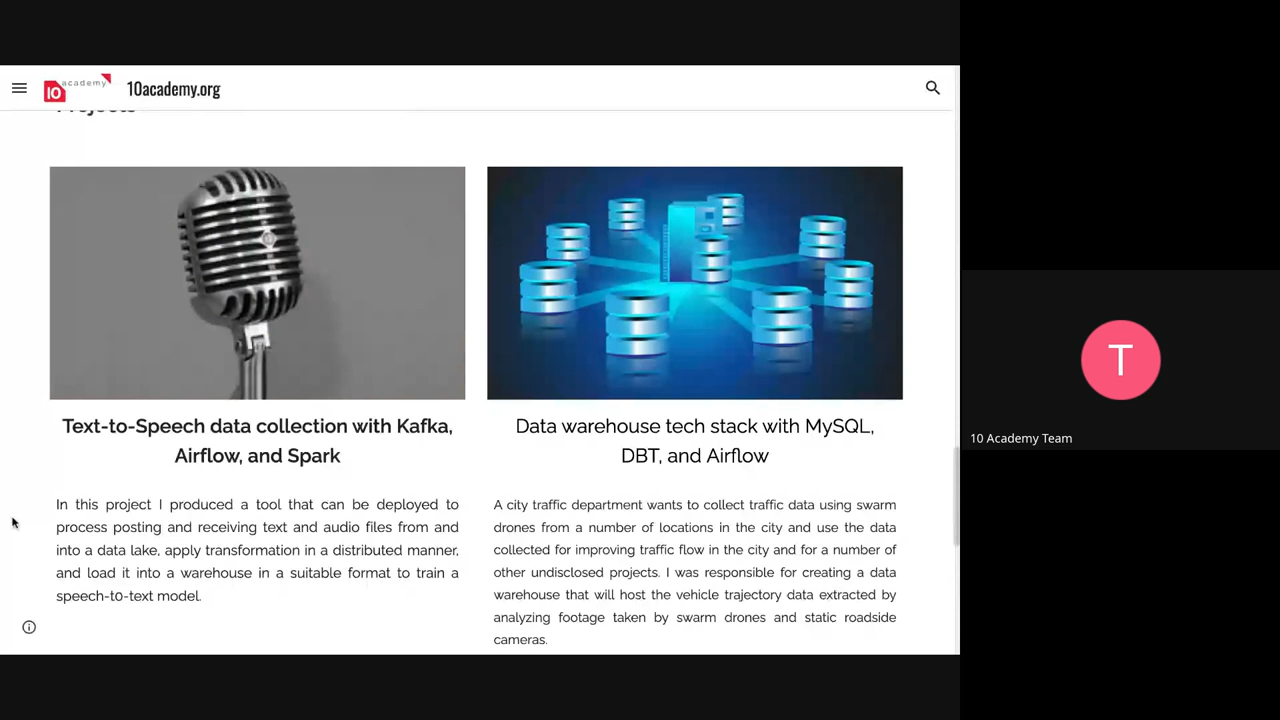 10 academy
10academy.org
Projects
Text-to-Speech data collection with Kafka,
Airflow, and Spark
In this project I produced a tool that can be deployed to
process posting and receiving text and audio files from and
into a data lake, apply transformation in a distributed manner,
and load it into a warehouse in a suitable format to train a
speech-t0-text model.
Data warehouse tech stack with MySQL,
DBT, and Airflow
A city traffic department wants to collect traffic data using swarm
drones from a number of locations in the city and use the data
collected for improving traffic flow in the city and for a number of
other undisclosed projects. I was responsible for creating a data
warehouse that will host the vehicle trajectory data extracted by
analyzing footage taken by swarm drones and static roadside
cameras.
T
10 Academy Team